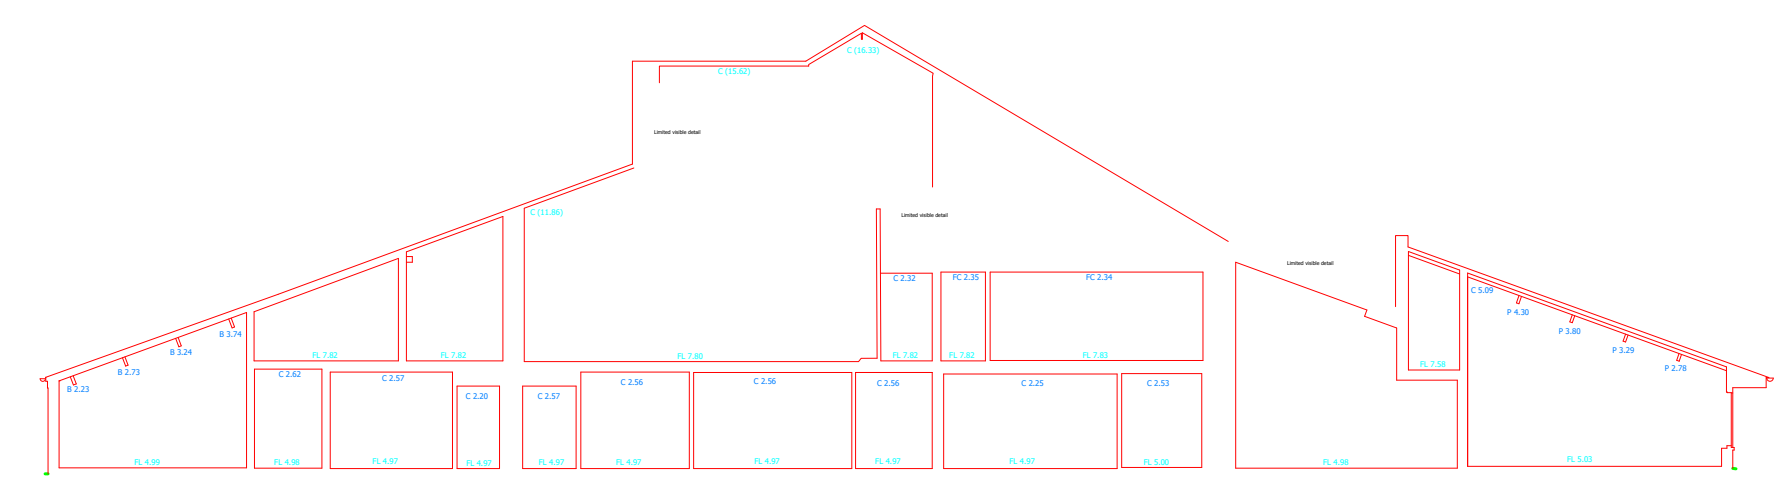 C (16.33)
C (15.62)
Limited visible detail
C (11.86)
Limited visible detail
Limited visible detail
C 2.32
FC 2.35
FC 2.34
C 5.09
P 4.30
B 3.74
P 3.80
B 3.24
P 3.29
B 2.73
P 2.78
B 2.23
FL 7.82
FL 7.82
FL 7.80
FL 7.82
FL 7.82
FL 7.83
FL 7.58
C 2.62
C 2.57
C 2.20
C 2.57
C 2.56
C 2.56
C 2.56
C 2.25
C 2.53
FL 4.99
FL 4.98
FL 4.97
FL 4.97
FL 4.97
FL 4.97
FL 4.97
FL 4.97
FL 4.97
FL 5.00
FL 4.98
FL 5.03